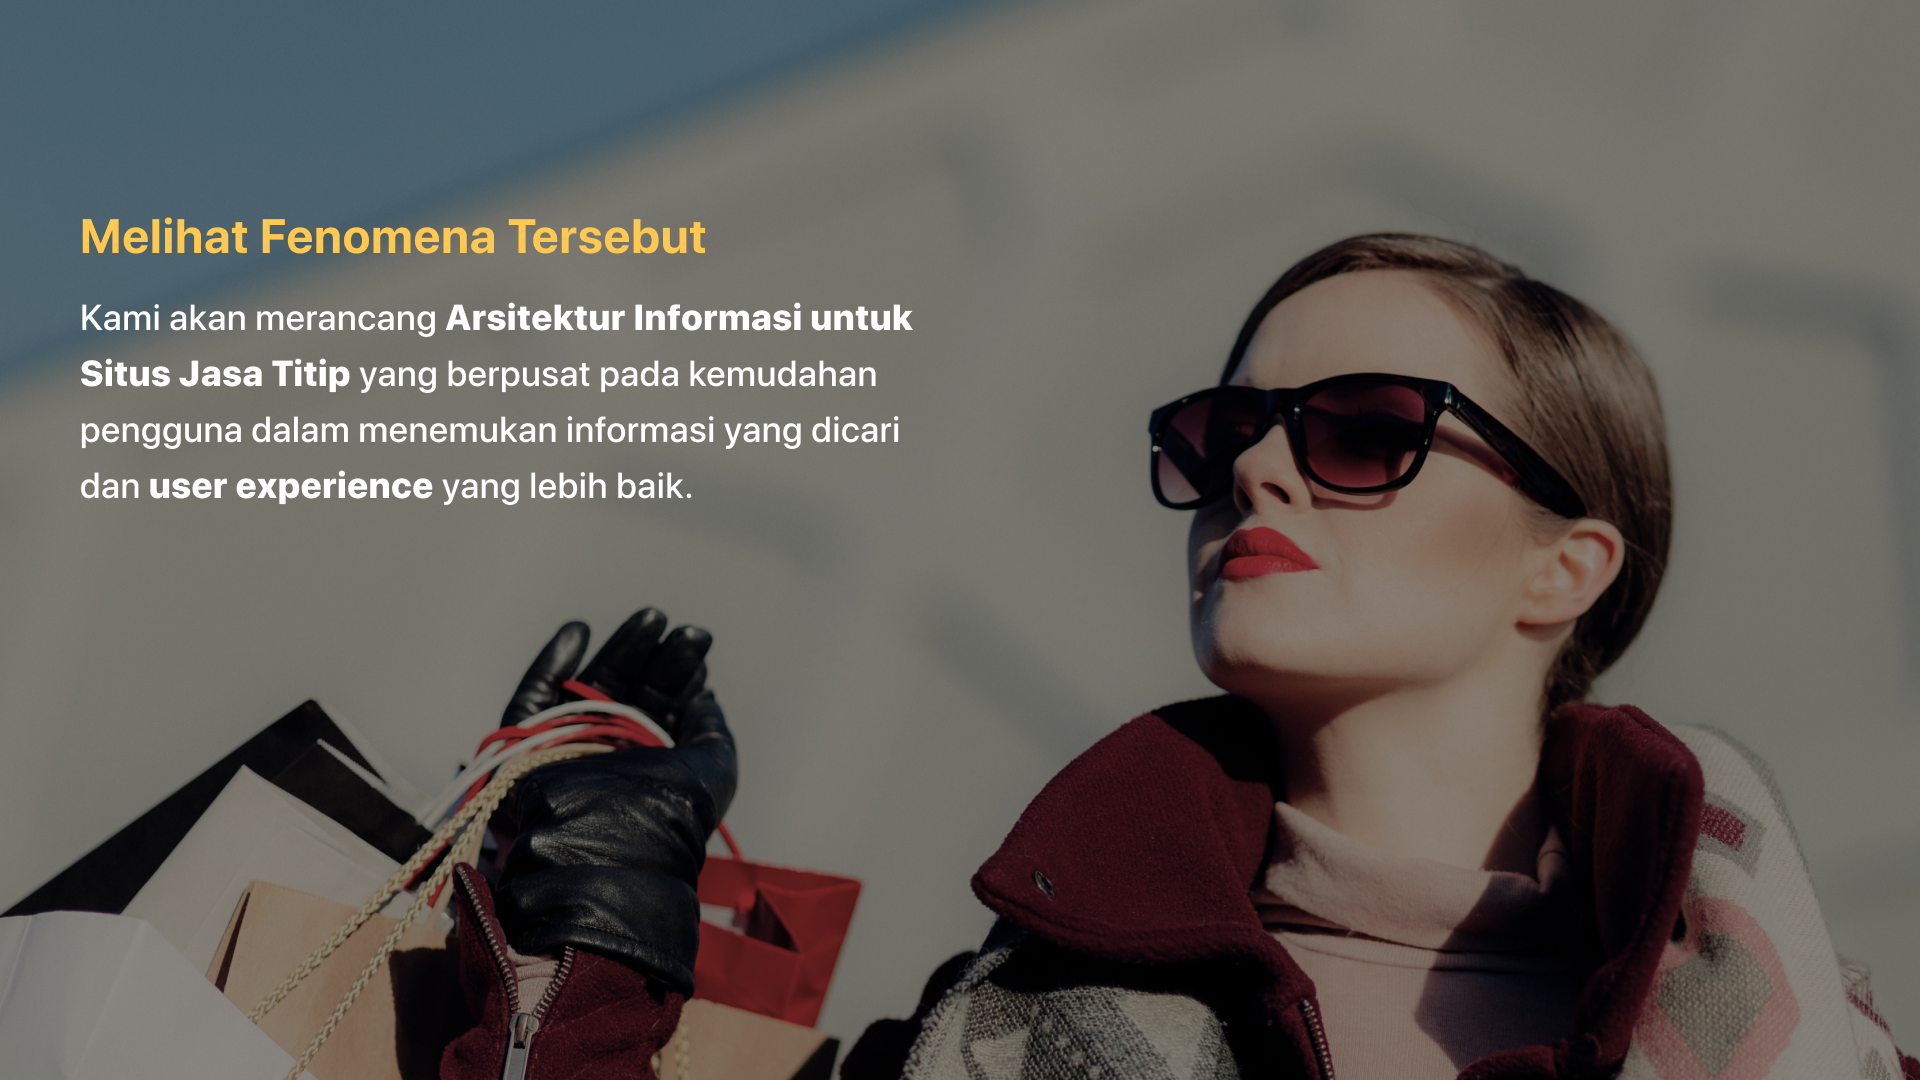 Melihat Fenomena Tersebut
Kami akan merancang Arsitektur Informasi untuk
Situs Jasa Titip yang berpusat pada kemudahan
pengguna dalam menemukan informasi yang dicari
dan user experience yang lebih baik.